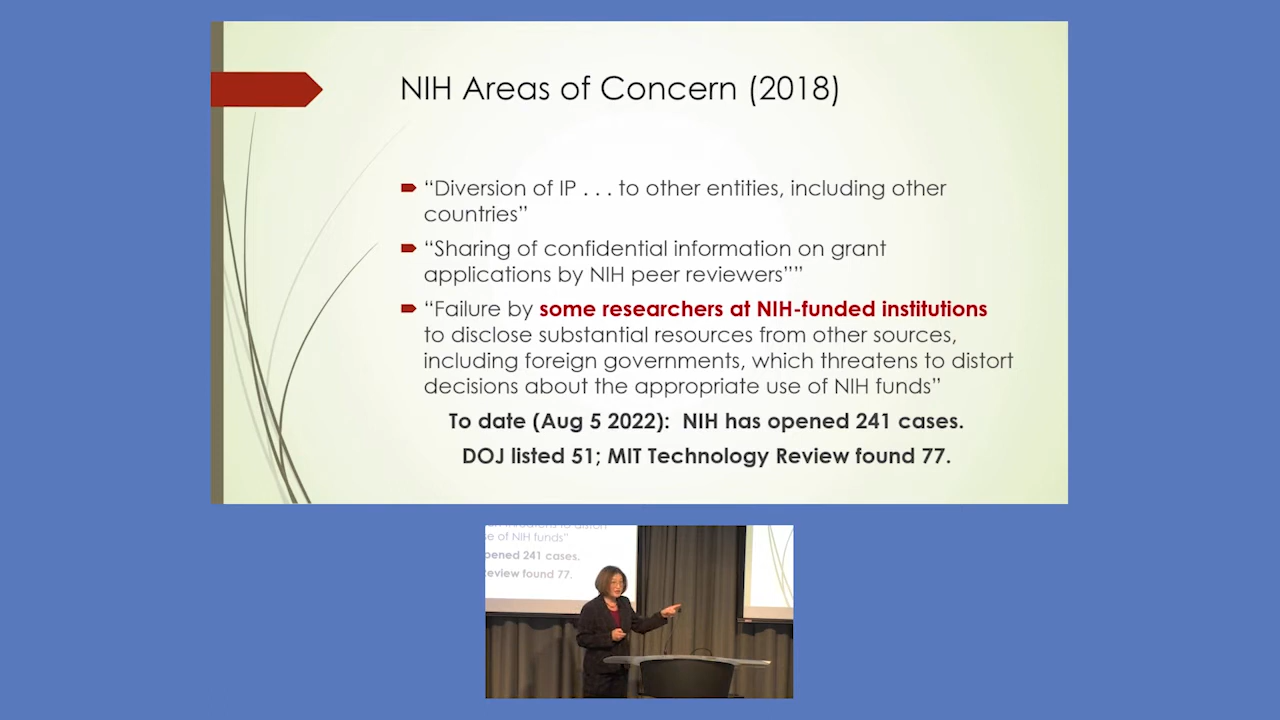 NIH Areas of Concern (2018)
“Diversion of IP . . . to other entities, including other
countries”
“Sharing of confidential information on grant
applications by NIH peer reviewers””
“Failure by some researchers at NIH-funded institutions
to disclose substantial resources from other sources,
including foreign governments, which threatens to distort
decisions about the appropriate use of NIH funds”
To date (Aug 5 2022):  NIH has opened 241 cases.
DOJ listed 51; MIT Technology Review found 77.
threatens to distort
se of NIH funds”
pened 241 cases.
Review found 77.